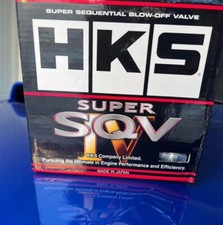 SUPER SEQUENTIAL BLOW-OFF VALVE
HKS
SUPER
SQV
IV
HKS Company Limited.
Pursuing the Ultimate in Engine Performance and Efficiency.
MADE IN JAPAN